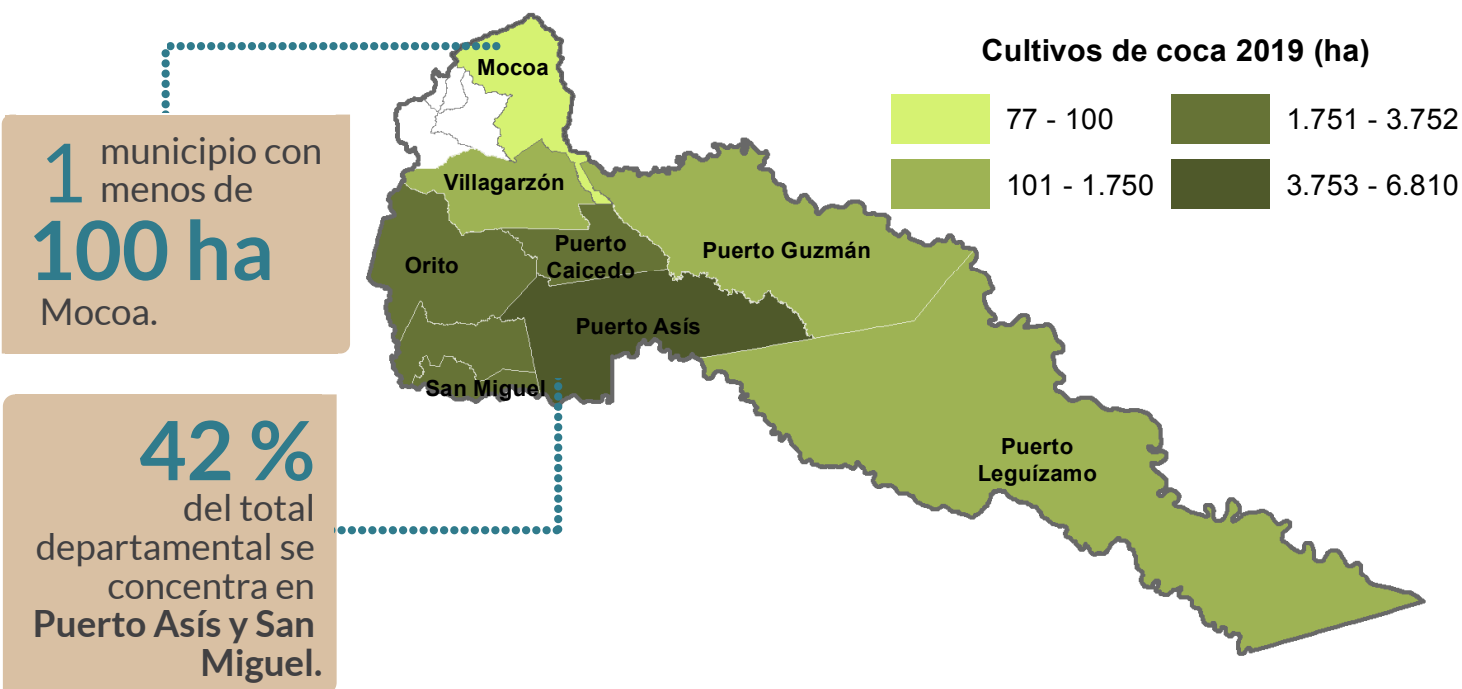 1 municipio con
menos de
100 ha
Mocoa.
42 %
del total
departamental se
concentra en
Puerto Asís y San
Miguel.
Cultivos de coca 2019 (ha)
77 - 100
1.751 - 3.752
101 - 1.750
3.753 - 6.810
Mocoa
Villagarzón
Orito
Puerto
Caicedo
Puerto Guzmán
Puerto Asís
San Miguel
Puerto
Leguízamo